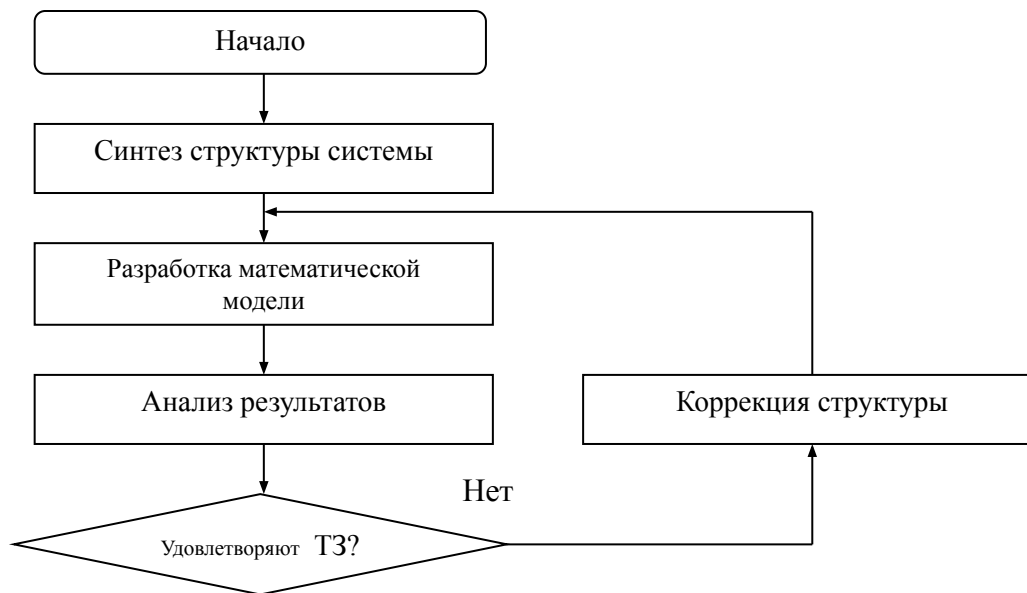 Начало
Синтез структуры системы
Разработка математической
модели
Анализ результатов
Коррекция структуры
Нет
Удовлетворяют ТЗ?